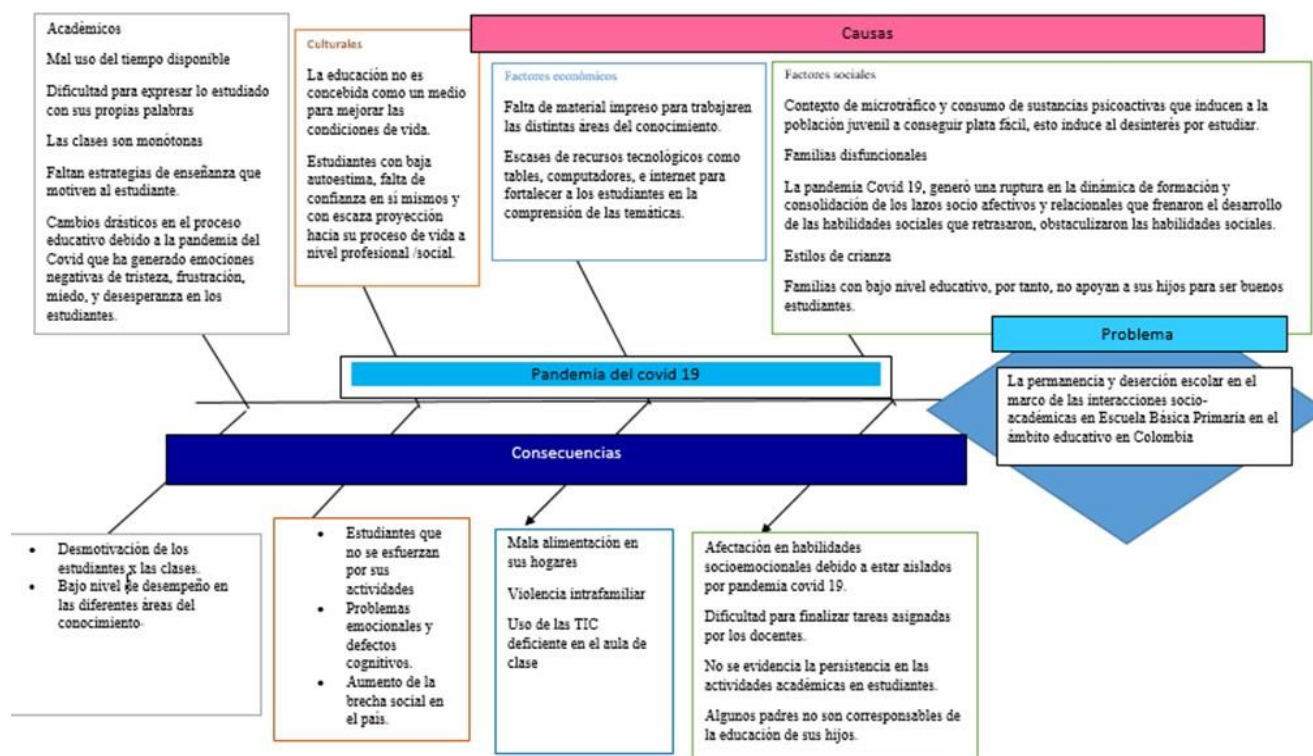 Académicos
Mal uso del tiempo disponible
Dificultad para expresar lo estudiado
con sus propias palabras
Las clases son monótonas
Faltan estrategias de enseñanza que
motiven al estudiante.
Cambios drásticos en el proceso
educativo debido a la pandemia del
Covid que ha generado emociones
negativas de tristeza, frustración,
miedo, y desesperanza en los
estudiantes.
Causas
Culturales
La educación no es
concebida como un medio
para mejorar las
condiciones de vida.
Estudiantes con baja
autoestima, falta de
confianza en sí mismos y
con escaza proyección
hacia su proceso de vida a
nivel profesional /social.
Factores económicos
Falta de material impreso para trabajaren
las distintas áreas del conocimiento.
Escases de recursos tecnológicos como
tables, computadores, e internet para
fortalecer a los estudiantes en la
comprensión de las temáticas.
Factores sociales
Contexto de microtráfico y consumo de sustancias psicoactivas que inducen a la
población juvenil a conseguir plata fácil, esto induce al desinterés por estudiar.
Familias disfuncionales
La pandemia Covid 19, generó una ruptura en la dinámica de formación y
consolidación de los lazos socio afectivos y relacionales que frenaron el desarrollo
de las habilidades sociales que retrasaron, obstaculizaron las habilidades sociales.
Estilos de crianza
Familias con bajo nivel educativo, por tanto, no apoyan a sus hijos para ser buenos
estudiantes.
Pandemia del covid 19
Problema
La permanencia y deserción escolar en el
marco de las interacciones socio-
académicas en Escuela Básica Primaria en el
ámbito educativo en Colombia
Consecuencias
• Desmotivación de los
estudiantes x las clases.
• Bajo nivel de desempeño en
las diferentes áreas del
conocimiento
• Estudiantes que
no se esfuerzan
por sus
actividades
• Problemas
emocionales y
defectos
cognitivos.
• Aumento de la
brecha social en
el país.
Mala alimentación en
sus hogares
Violencia intrafamiliar
Uso de las TIC
deficiente en el aula de
clase
Afectación en habilidades
socioemocionales debido a estar aislados
por pandemia covid 19.
Dificultad para finalizar tareas asignadas
por los docentes.
No se evidencia la persistencia en las
actividades académicas en estudiantes.
Algunos padres no son corresponsables de
la educación de sus hijos.